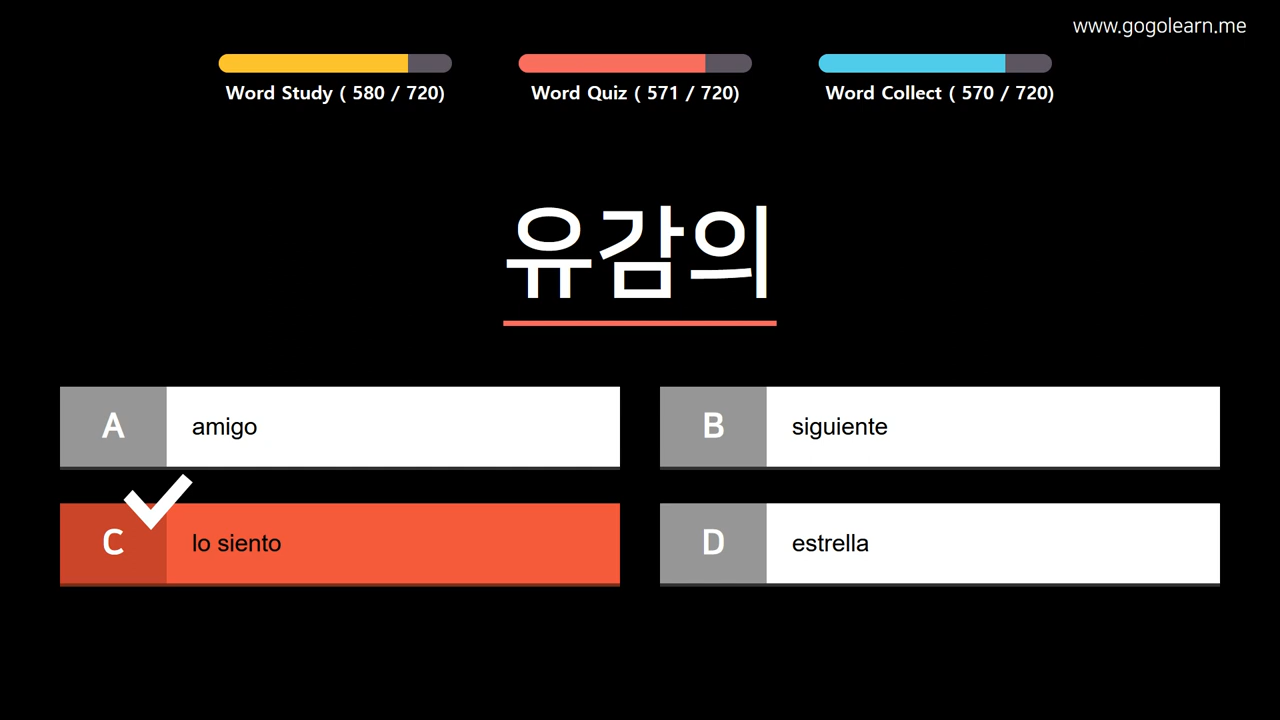 www.gogolearn.me
Word Study ( 580 / 720)
Word Quiz ( 571 / 720)
Word Collect ( 570 / 720)
유감의
A amigo
B siguiente
C lo siento
D estrella